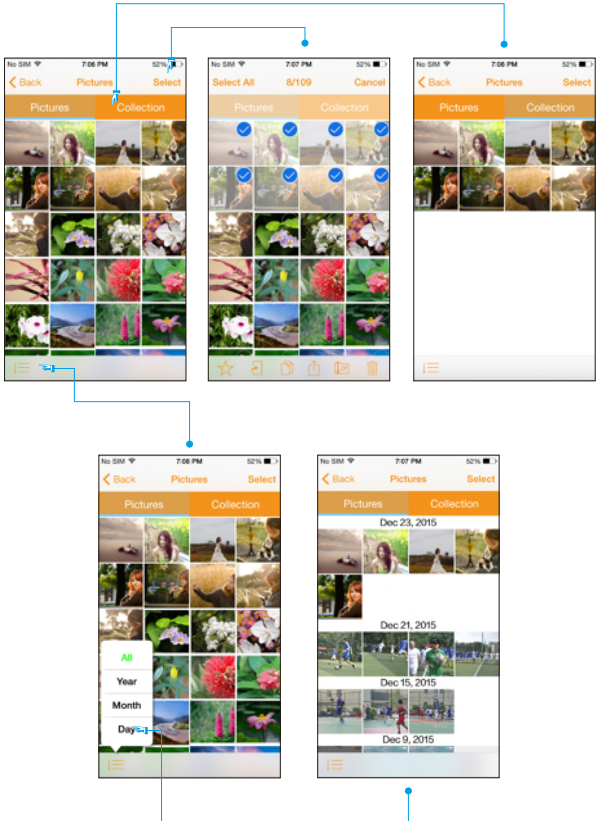 No SIM 7:06 PM 52%
Back Pictures Select
Pictures Collection
No SIM 7:07 PM 52%
Select All 8/109 Cancel
Pictures Collection
No SIM 7:08 PM 52%
Back Pictures Select
Pictures Collection
No SIM 7:08 PM 52%
Back Pictures Select
Pictures Collection
All
Year
Month
Day
No SIM 7:07 PM 52%
Back Pictures Select
Pictures Collection
Dec 23, 2015
Dec 21, 2015
Dec 15, 2015
Dec 9, 2015